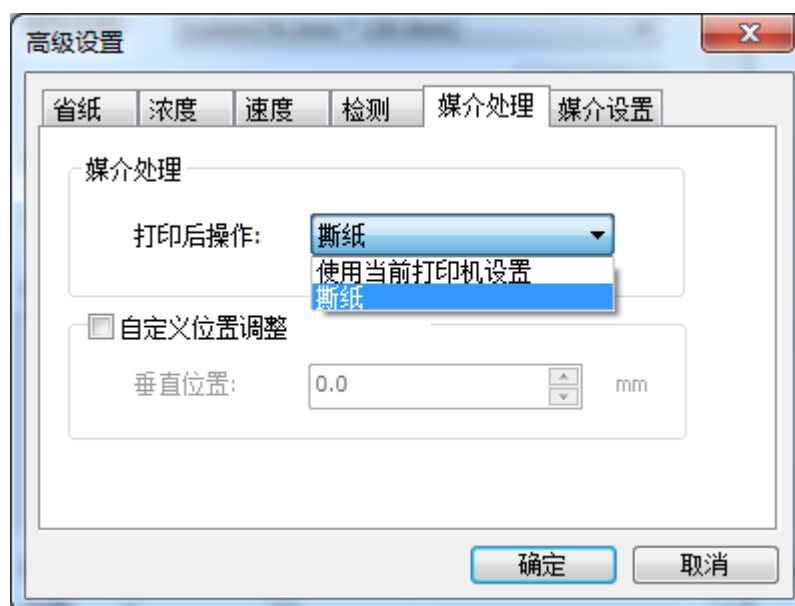 高级设置
省纸 浓度 速度 检测 媒介处理 媒介设置
媒介处理
打印后操作: 撕纸
使用当前打印机设置
撕纸
自定义位置调整
垂直位置: 0.0 mm
确定 取消